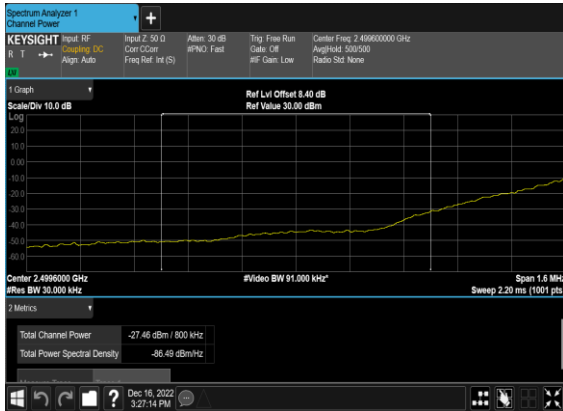 Spectrum Analyzer 1
Channel Power
+
KEYSIGHT Input: RF Input Z: 50 Ω Atten: 30 dB Trig: Free Run Center Freq: 2.499600000 GHz
R T Coupling: DC Corr CCorr #PNO: Fast Gate: Off Avg|Hold: 500/500
Align: Auto Freq Ref: Int (S) #IF Gain: Low Radio Std: None
LXI
1 Graph
Ref Lvl Offset 8.40 dB
Scale/Div 10.0 dB Ref Value 30.00 dBm
Log
20.0
10.0
0.00
-10.0
-20.0
-30.0
-40.0
-50.0
-60.0
Center 2.4996000 GHz #Video BW 91.000 kHz* Span 1.6 MHz
#Res BW 30.000 kHz Sweep 2.20 ms (1001 pts
2 Metrics
Total Channel Power -27.46 dBm / 800 kHz
Total Power Spectral Density -86.49 dBm/Hz
? Dec 16, 2022
3:27:14 PM